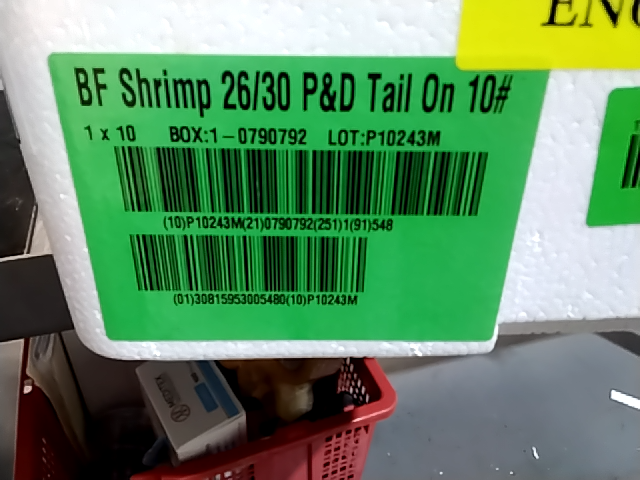 ENG
BF Shrimp 26/30 P&D Tail On 10#
1 x 10 BOX:1-0790792 LOT:P10243M
(10)P10243M(21)0790792(251)1(91)548
(01)30815953005480(10)P10243M